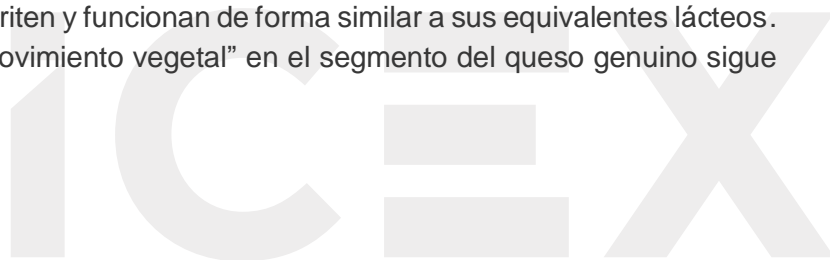 riten y funcionan de forma similar a sus equivalentes lácteos.
ovimiento vegetal” en el segmento del queso genuino sigue
ICEX